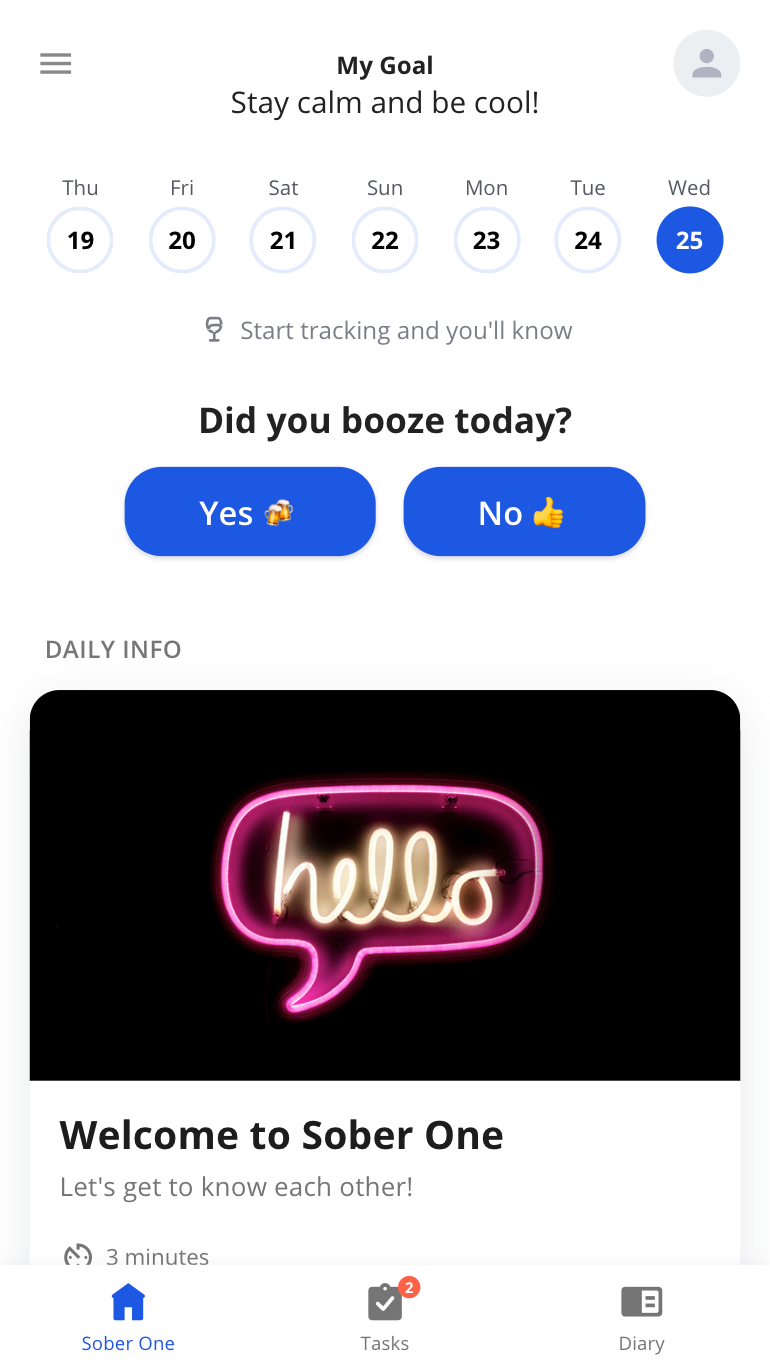 My Goal
Stay calm and be cool!
Thu Fri Sat Sun Mon Tue Wed
19 20 21 22 23 24 25
Start tracking and you'll know
Did you booze today?
Yes 🍻 No 👍
DAILY INFO
hello
Welcome to Sober One
Let's get to know each other!
3 minutes
2
Sober One Tasks Diary